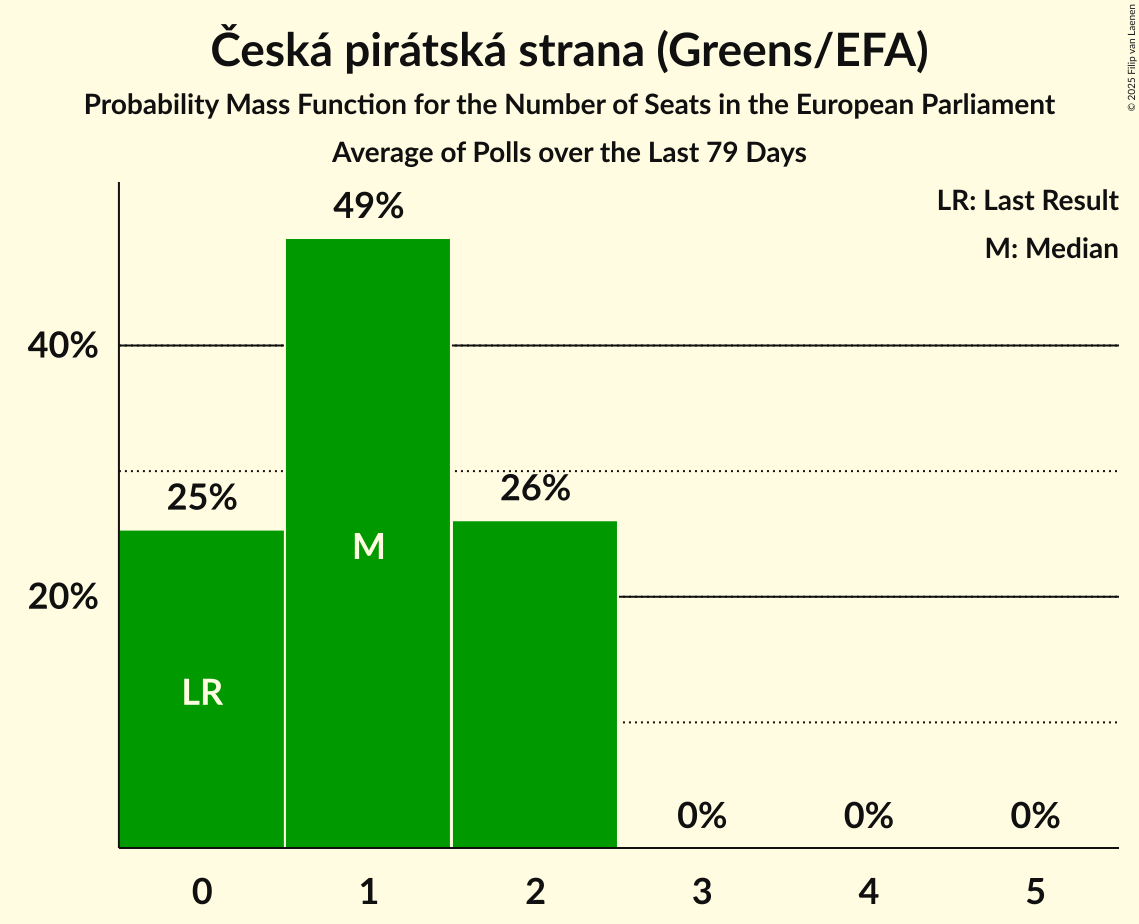 Česká pirátská strana (Greens/EFA)
Probability Mass Function for the Number of Seats in the European Parliament
Average of Polls over the Last 79 Days
© 2025 Filip van Laenen
LR: Last Result
M: Median
49%
40%
25%
26%
M
20%
LR
0%
0%
0%
0
1
2
3
4
5